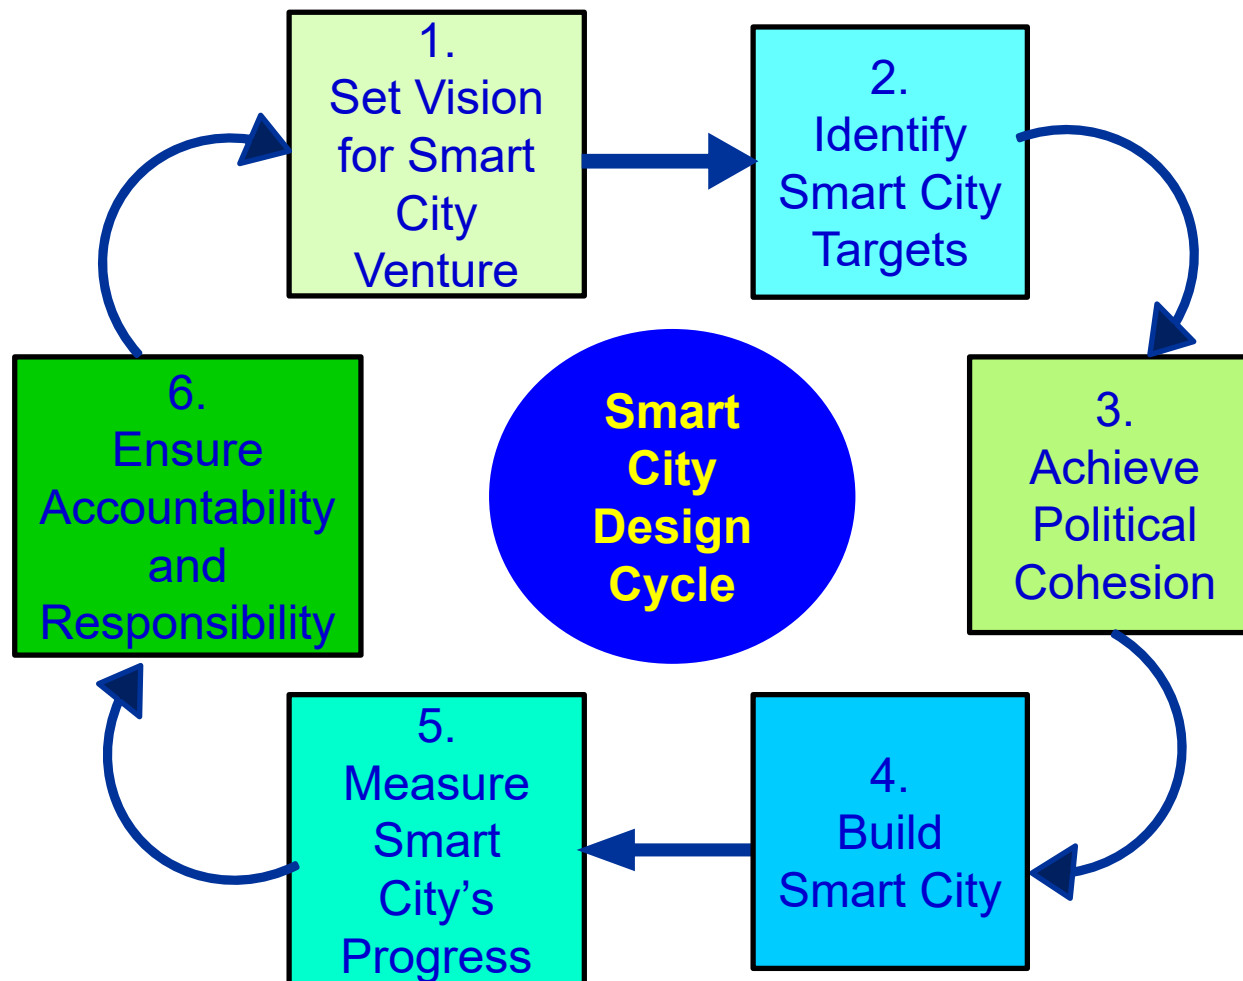 1.
Set Vision
for Smart
City
Venture
2.
Identify
Smart City
Targets
3.
Achieve
Political
Cohesion
4.
Build
Smart City
5.
Measure
Smart
City’s
Progress
6.
Ensure
Accountability
and
Responsibility
Smart
City
Design
Cycle